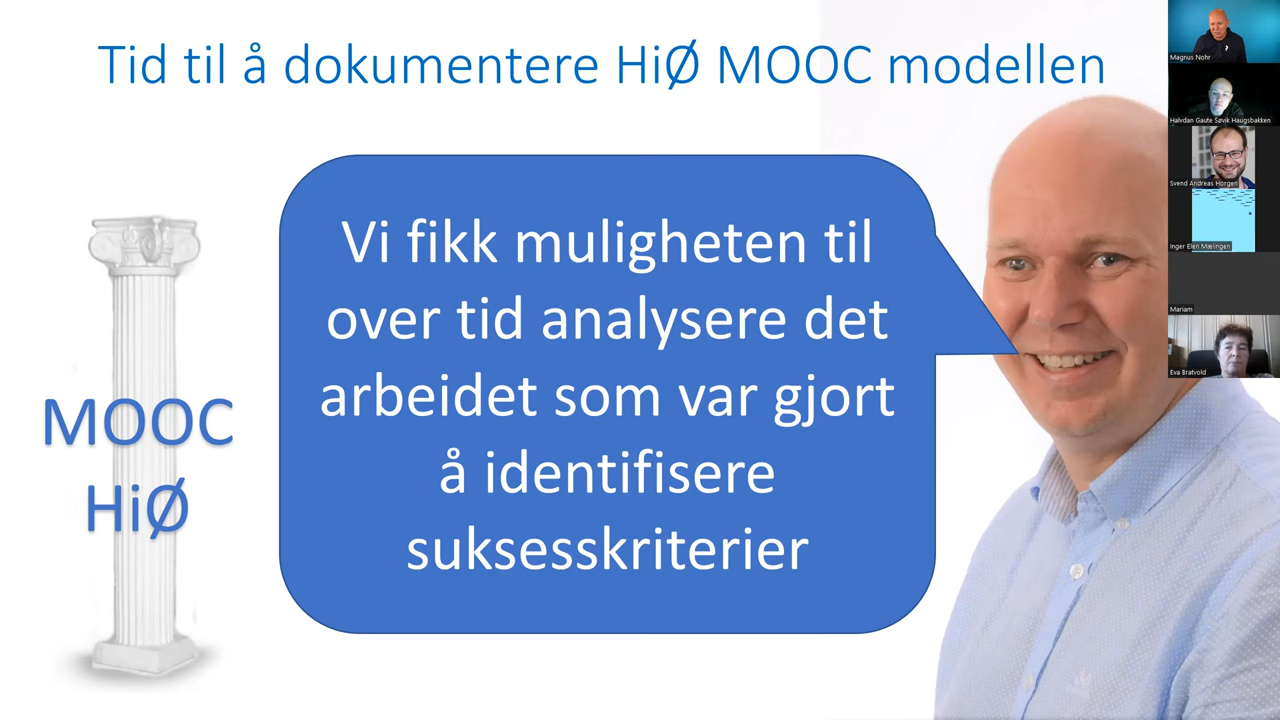 Tid til å dokumentere HiØ MOOC modellen
Vi fikk muligheten til
over tid analysere det
arbeidet som var gjort
å identifisere
suksesskriterier
MOOC
HiØ
Magnus Nohr
Halvdan Gaute Søvik Haugsbakken
Svend Andreas Horgen
Inger Elen Mælingen
Mariam
Eva Bratvold